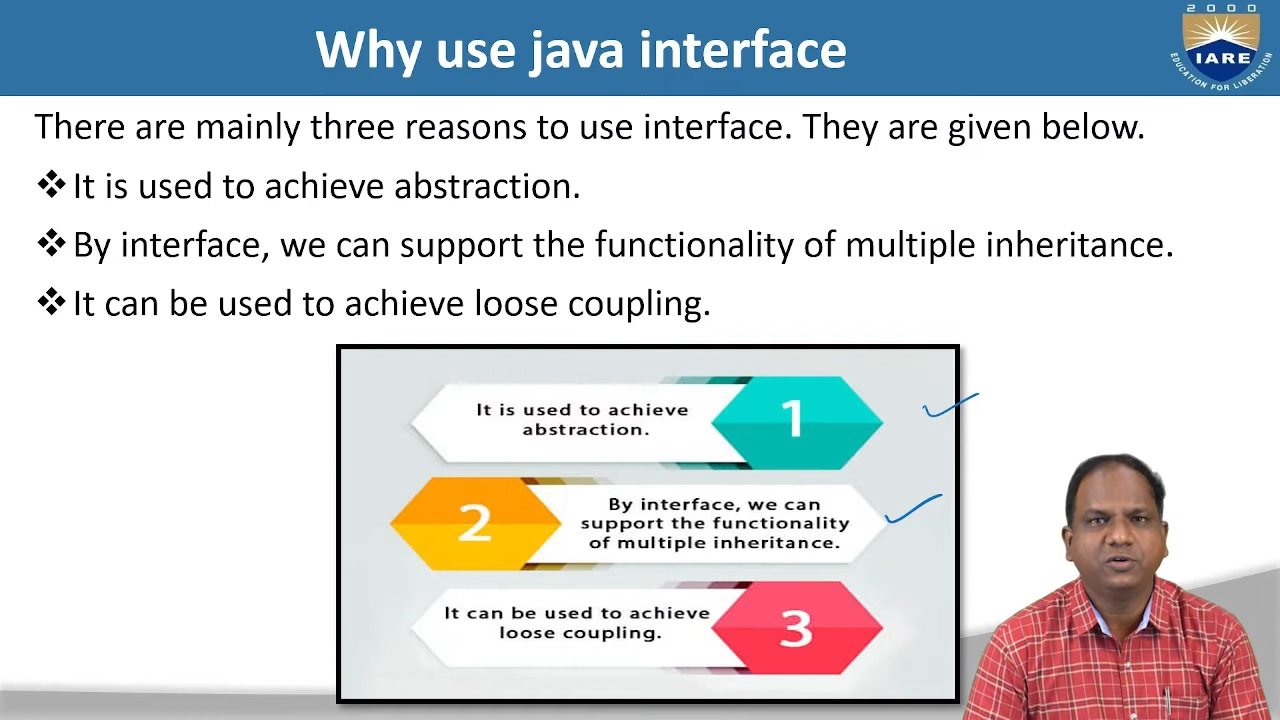 Why use java interface
2000
IARE
EDUCATION FOR LIBERATION
There are mainly three reasons to use interface. They are given below.
❖It is used to achieve abstraction.
❖By interface, we can support the functionality of multiple inheritance.
❖It can be used to achieve loose coupling.
It is used to achieve
abstraction.
1
2
By interface, we can
support the functionality
of multiple inheritance.
It can be used to achieve
loose coupling.
3